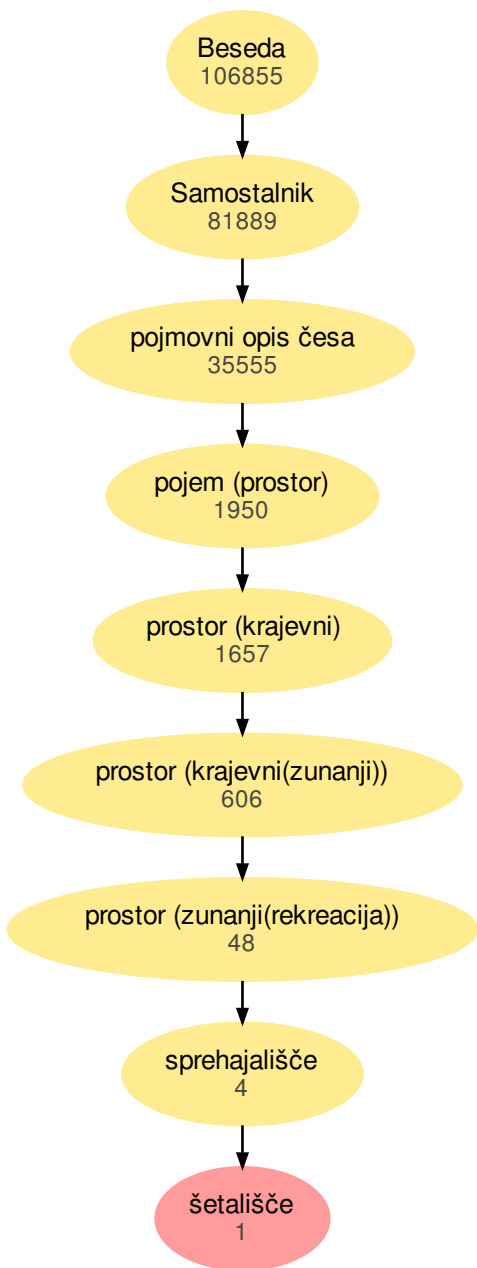 Beseda
106855
Samostalnik
81889
pojmovni opis česa
35555
pojem (prostor)
1950
prostor (krajevni)
1657
prostor (krajevni(zunanji))
606
prostor (zunanji(rekreacija))
48
sprehajališče
4
šetališče
1